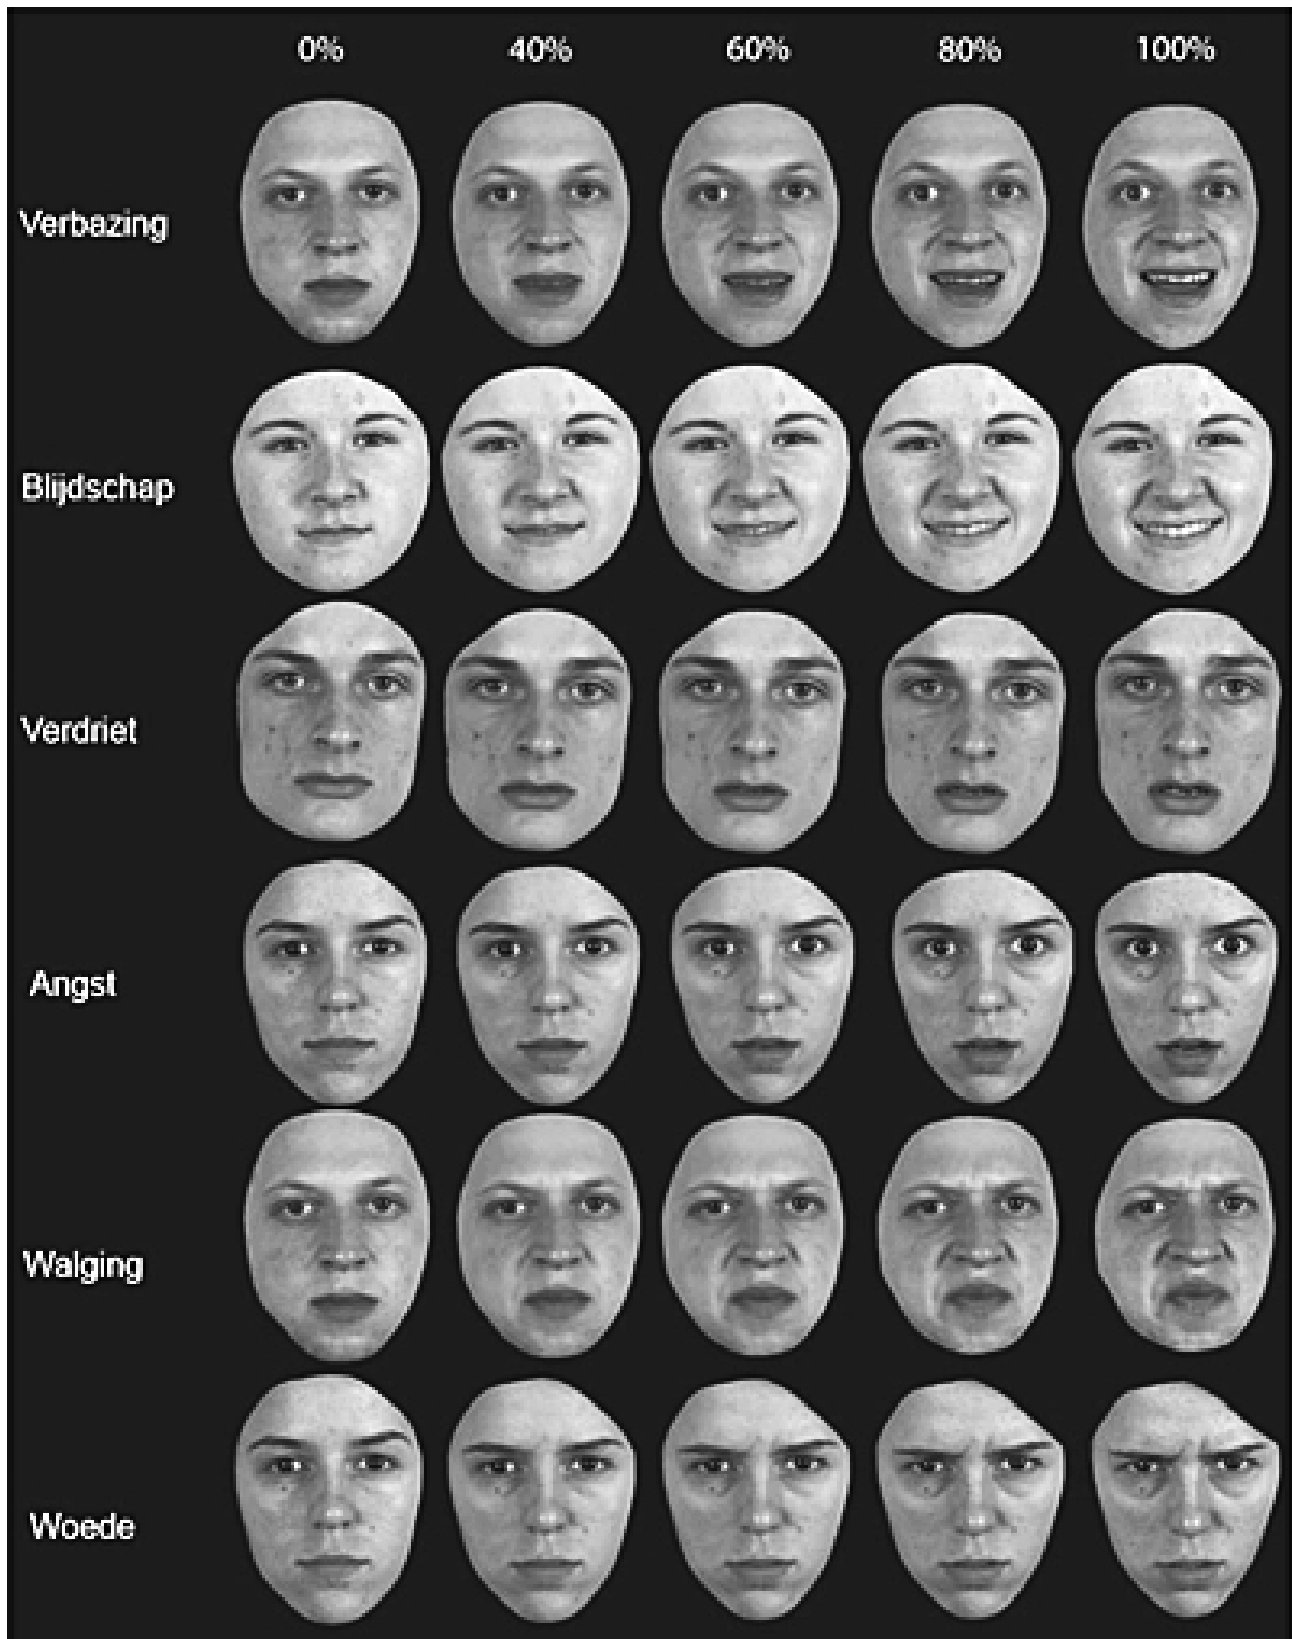 0% 40% 60% 80% 100%
Verbazing
Blijdschap
Verdriet
Angst
Walging
Woede